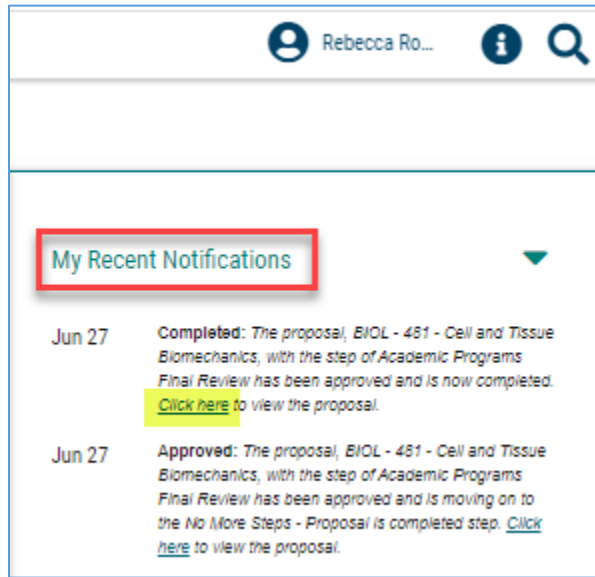 Rebecca Ro...
My Recent Notifications
Jun 27
Completed: The proposal, BIOL - 481 - Cell and Tissue
Biomechanics, with the step of Academic Programs
Final Review has been approved and is now completed.
Click here to view the proposal.
Jun 27
Approved: The proposal, BIOL - 481 - Cell and Tissue
Biomechanics, with the step of Academic Programs
Final Review has been approved and is moving on to
the No More Steps - Proposal is completed step. Click
here to view the proposal.